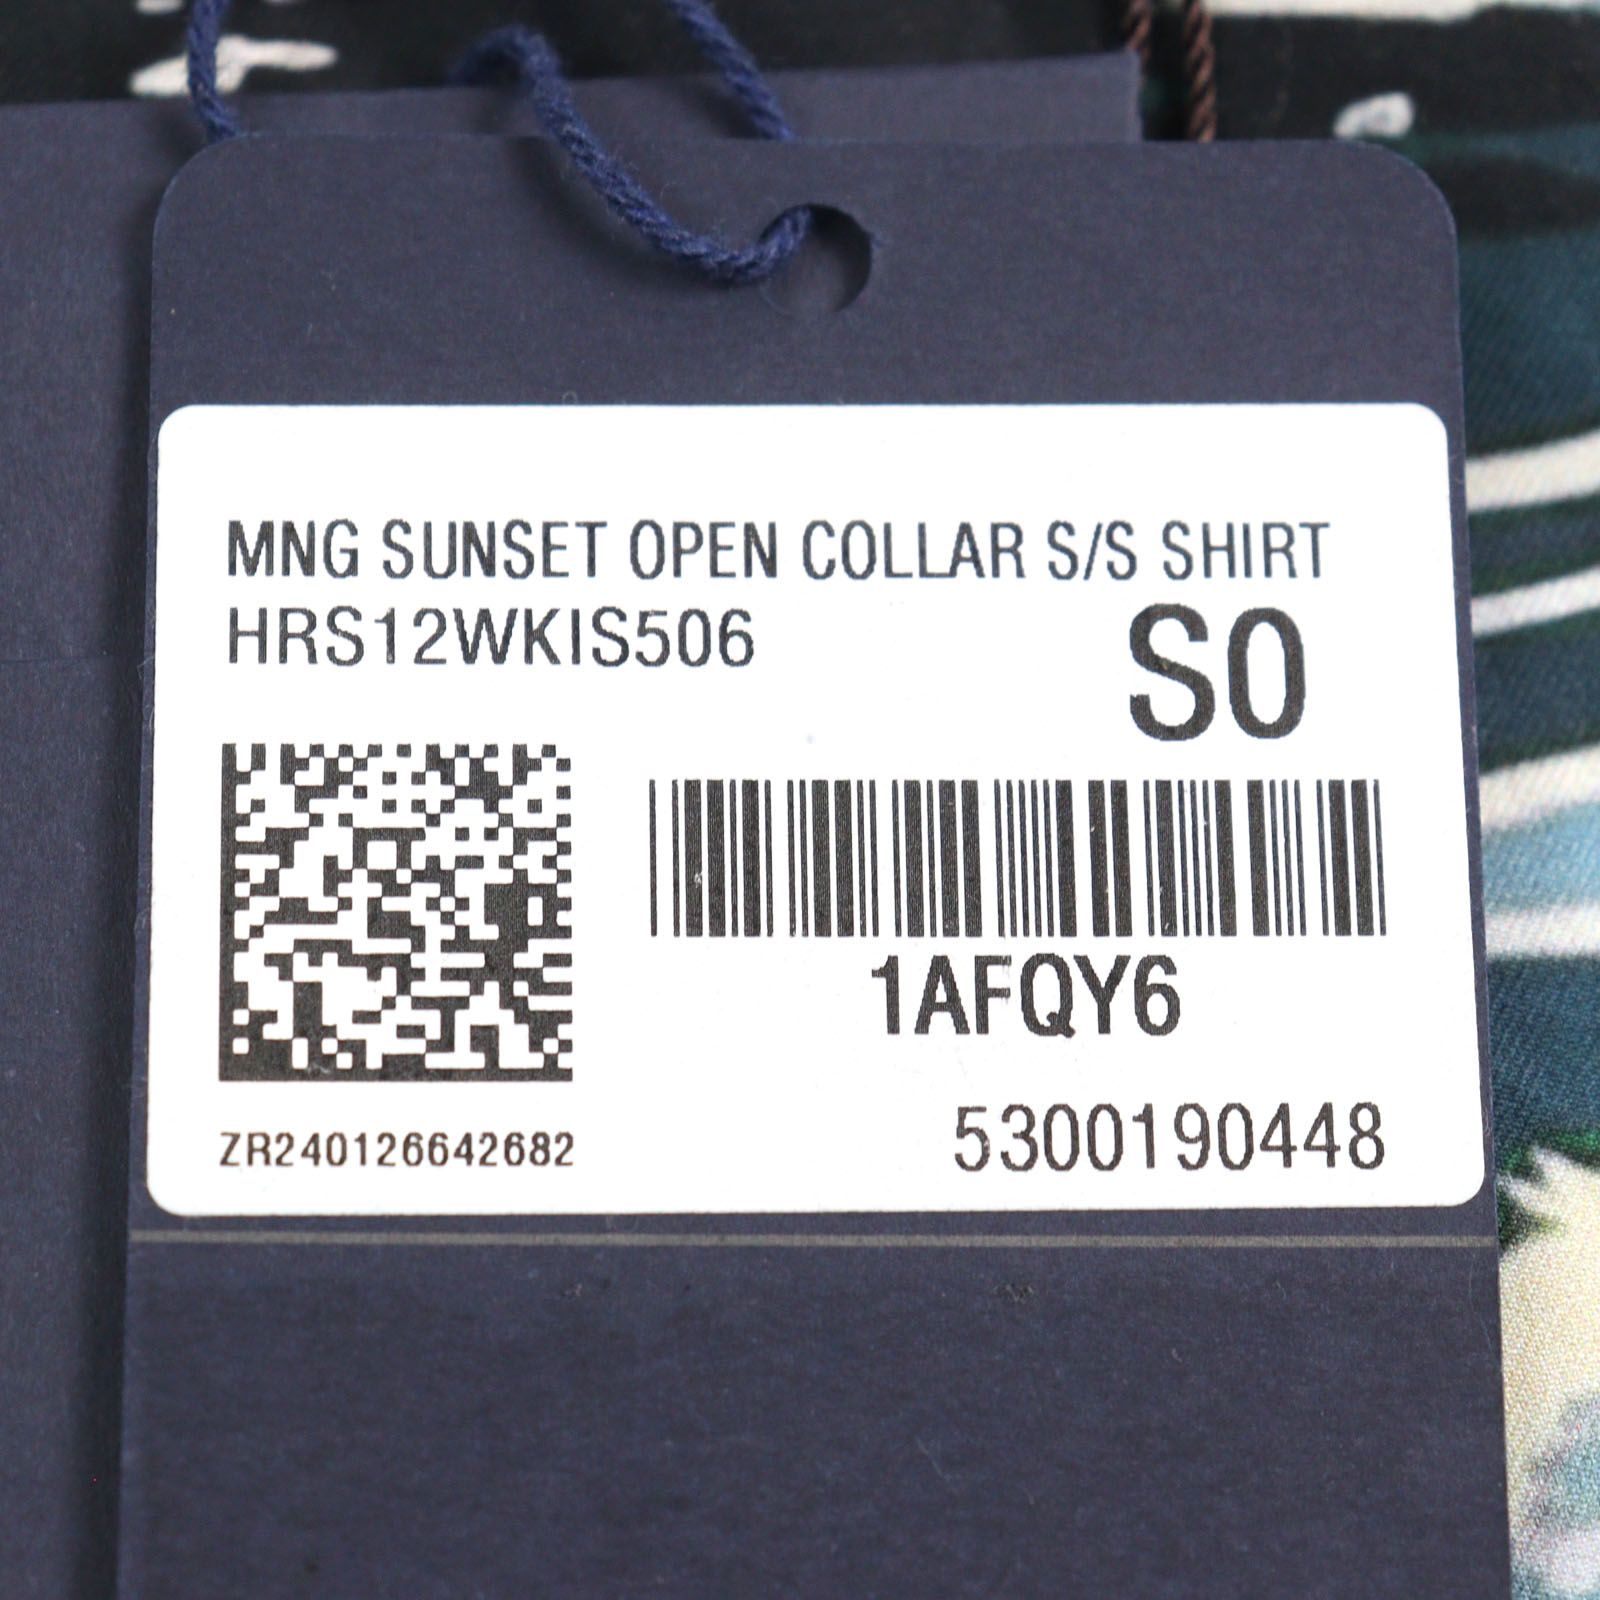 MNG SUNSET OPEN COLLAR S/S SHIRT
HRS12WKIS506
S0
1AFQY6
ZR240126642682
5300190448